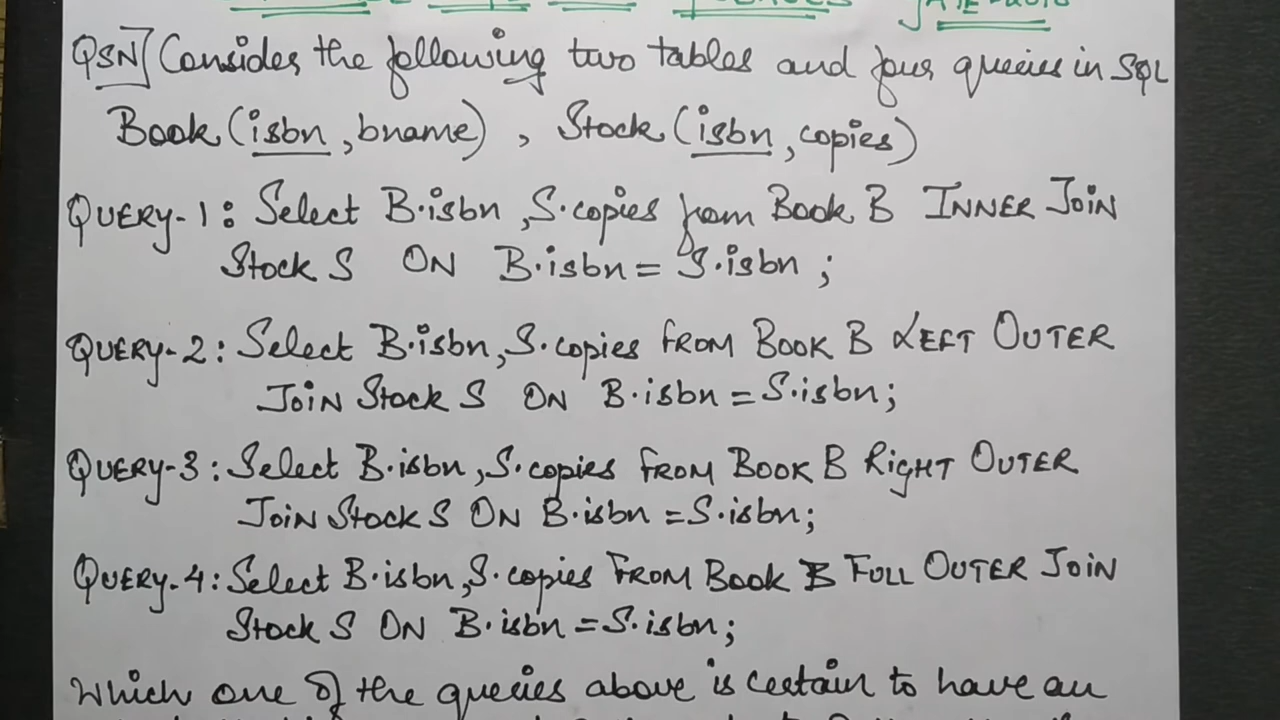 GATE-2018
QSN] Consider the following two tables and four queries in SQL
Book (isbn, bname), Stock (isbn, copies)
QUERY-1: Select B.isbn, S.copies from Book B INNER JOIN
Stock S ON B.isbn = S.isbn;
QUERY-2: Select B.isbn, S.copies FROM BOOK B LEFT OUTER
JOIN Stock S ON B.isbn = S.isbn;
QUERY-3: Select B.isbn, S.copies FROM BOOK B RIGHT OUTER
JOIN Stock S ON B.isbn = S.isbn;
QUERY-4: Select B.isbn, S.copies FROM Book B FULL OUTER JOIN
Stock S ON B.isbn = S.isbn;
Which one of the queries above is certain to have an